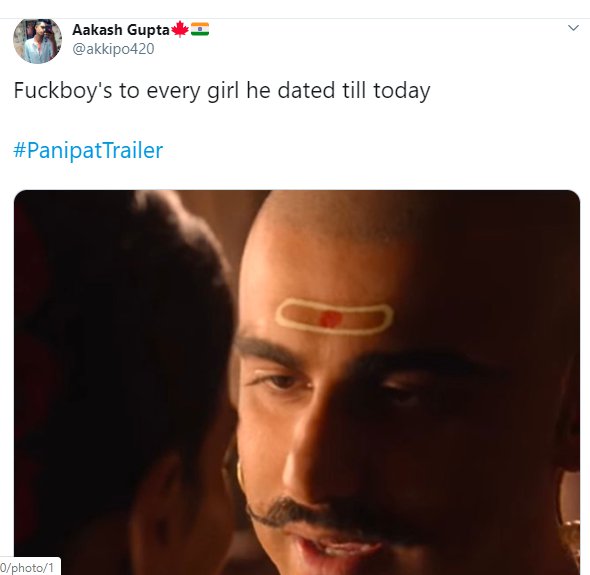 Aakash Gupta🍁🇮🇳
@akkipo420
Fuckboy's to every girl he dated till today
#PanipatTrailer
0/photo/1